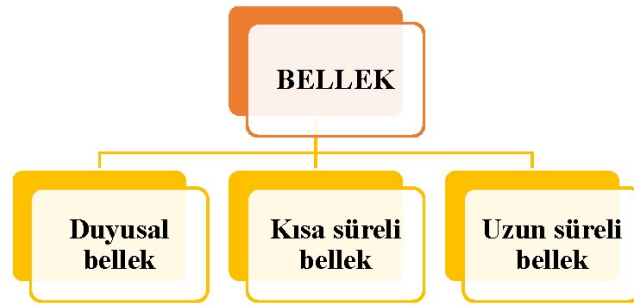 BELLEK
Duyusal
bellek
Kısa süreli
bellek
Uzun süreli
bellek